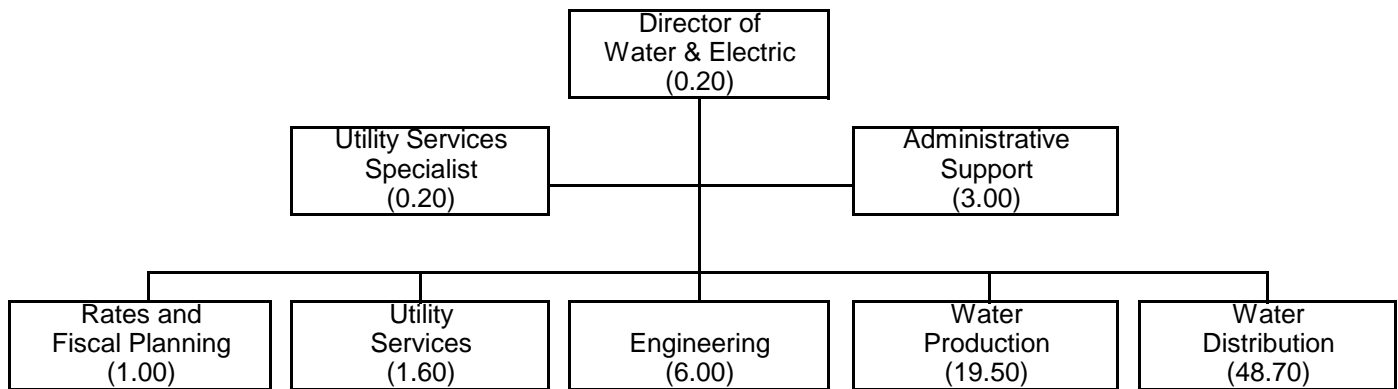 Director of
Water & Electric
(0.20)
Utility Services
Specialist
(0.20)
Administrative
Support
(3.00)
Rates and
Fiscal Planning
(1.00)
Utility
Services
(1.60)
Engineering
(6.00)
Water
Production
(19.50)
Water
Distribution
(48.70)